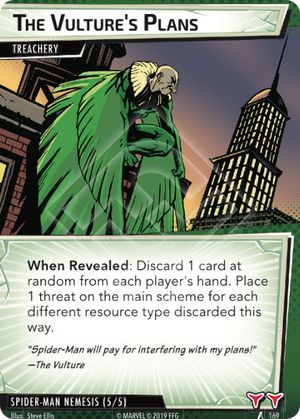 The Vulture's Plans
TREACHERY
When Revealed: Discard 1 card at
random from each player's hand. Place
1 threat on the main scheme for each
different resource type discarded this
way.
"Spider-Man will pay for interfering with my plans!"
—The Vulture
SPIDER-MAN NEMESIS (5/5)
Illus. Steve Ellis
© MARVEL © 2019 FFG
169